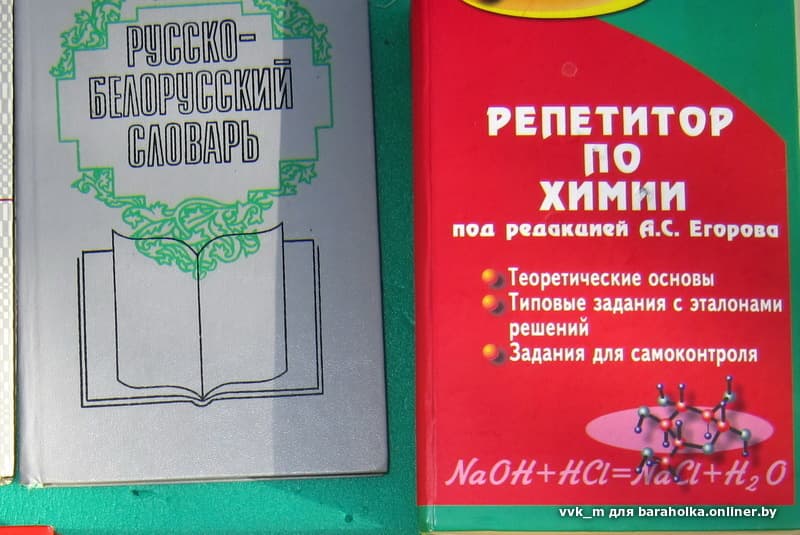 РУССКО-
БЕЛОРУССКИЙ
СЛОВАРЬ
РЕПЕТИТОР
ПО
ХИМИИ
под редакцией А.С. Егорова
Теоретические основы
Типовые задания с эталонами
решений
Задания для самоконтроля
NaOH+HCl=NaCl+H₂O
vvk_m для baraholka.onliner.by